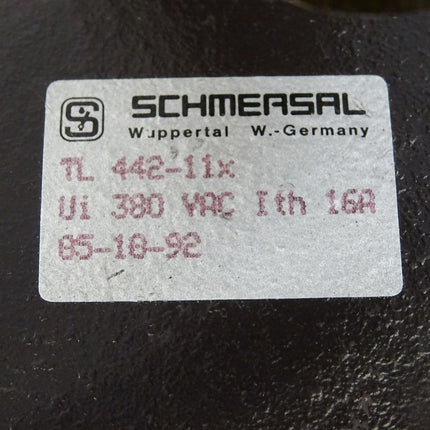 SCHMERSAL
Wuppertal W.-Germany
TL 442-11x
Ui 380 VAC Ith 16A
05-10-92